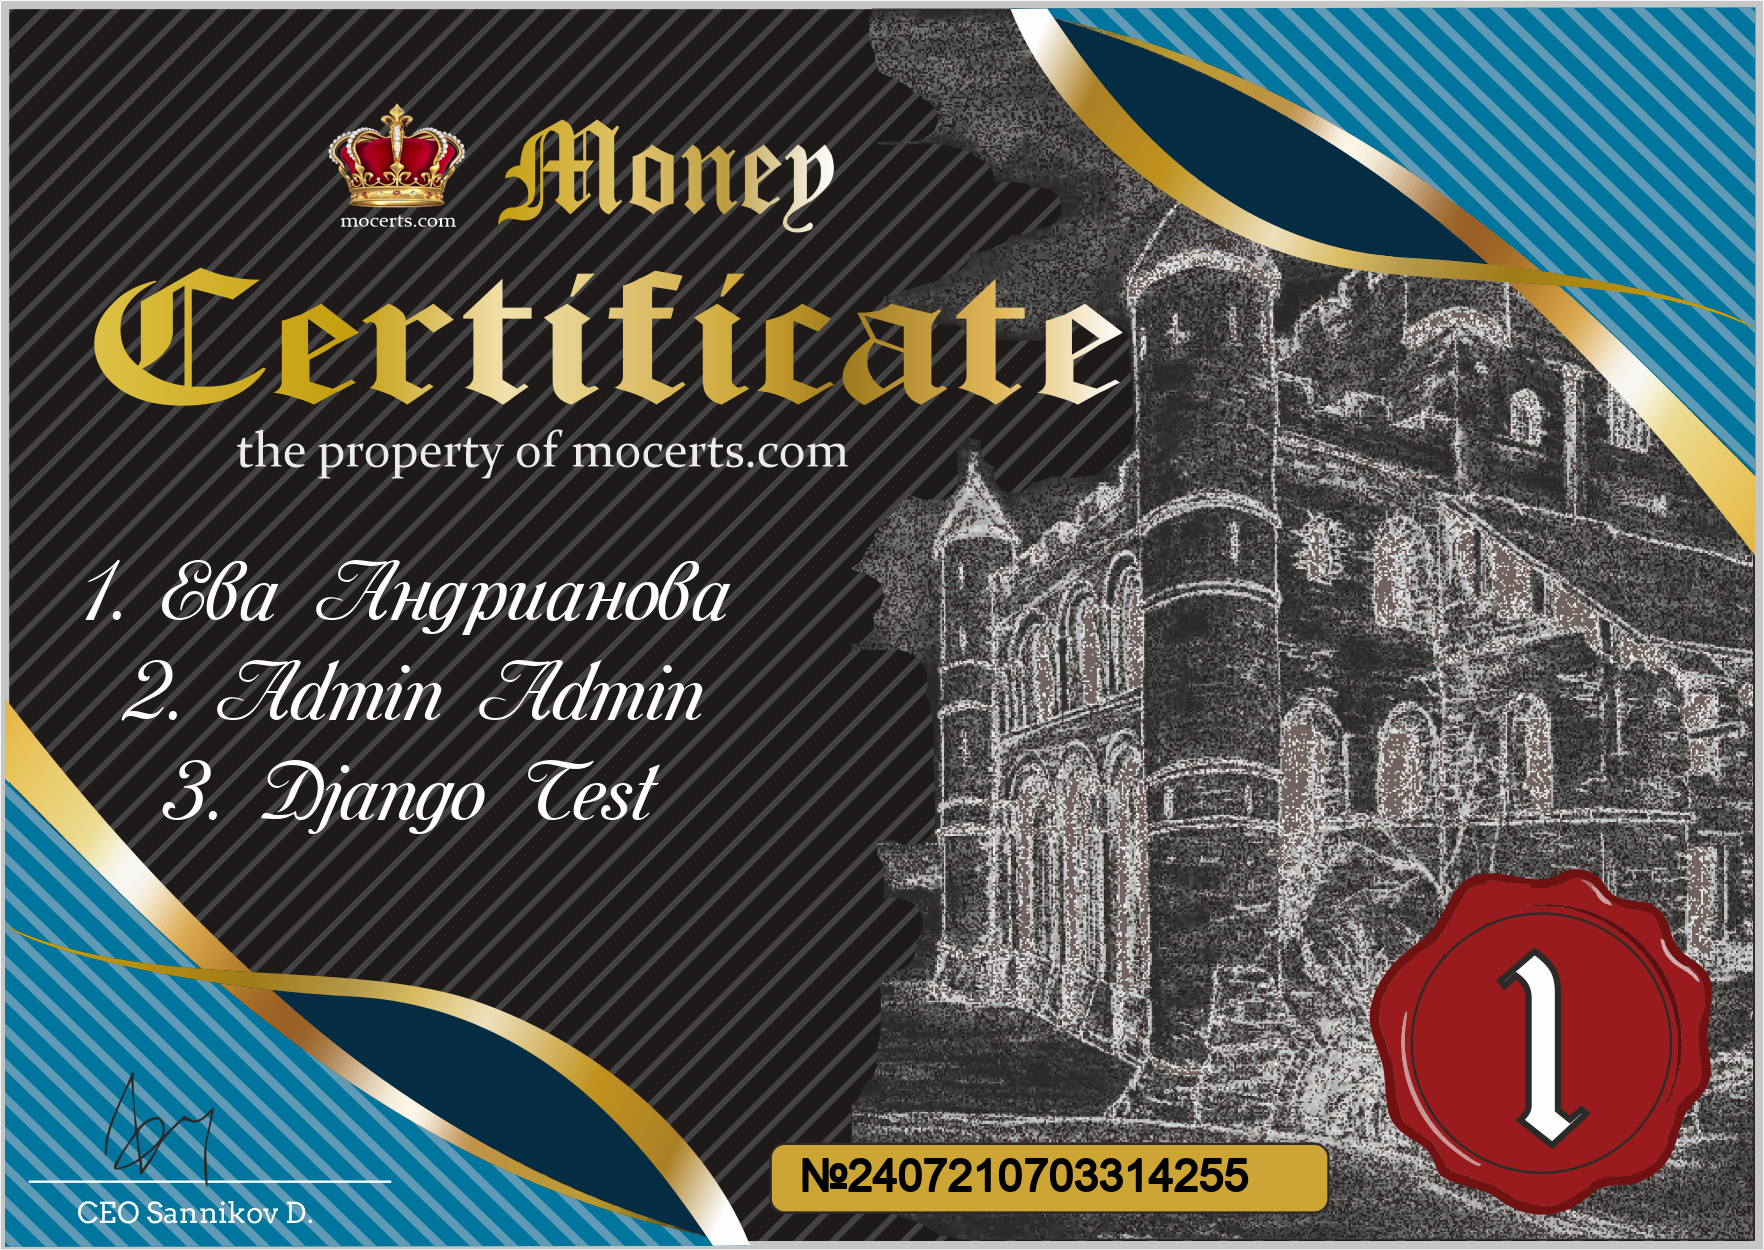 mocerts.com
Money
Certificate
the property of mocerts.com
1. Ева Андрианова
2. Admin Admin
3. Django Test
1
№2407210703314255
CEO Sannikov D.